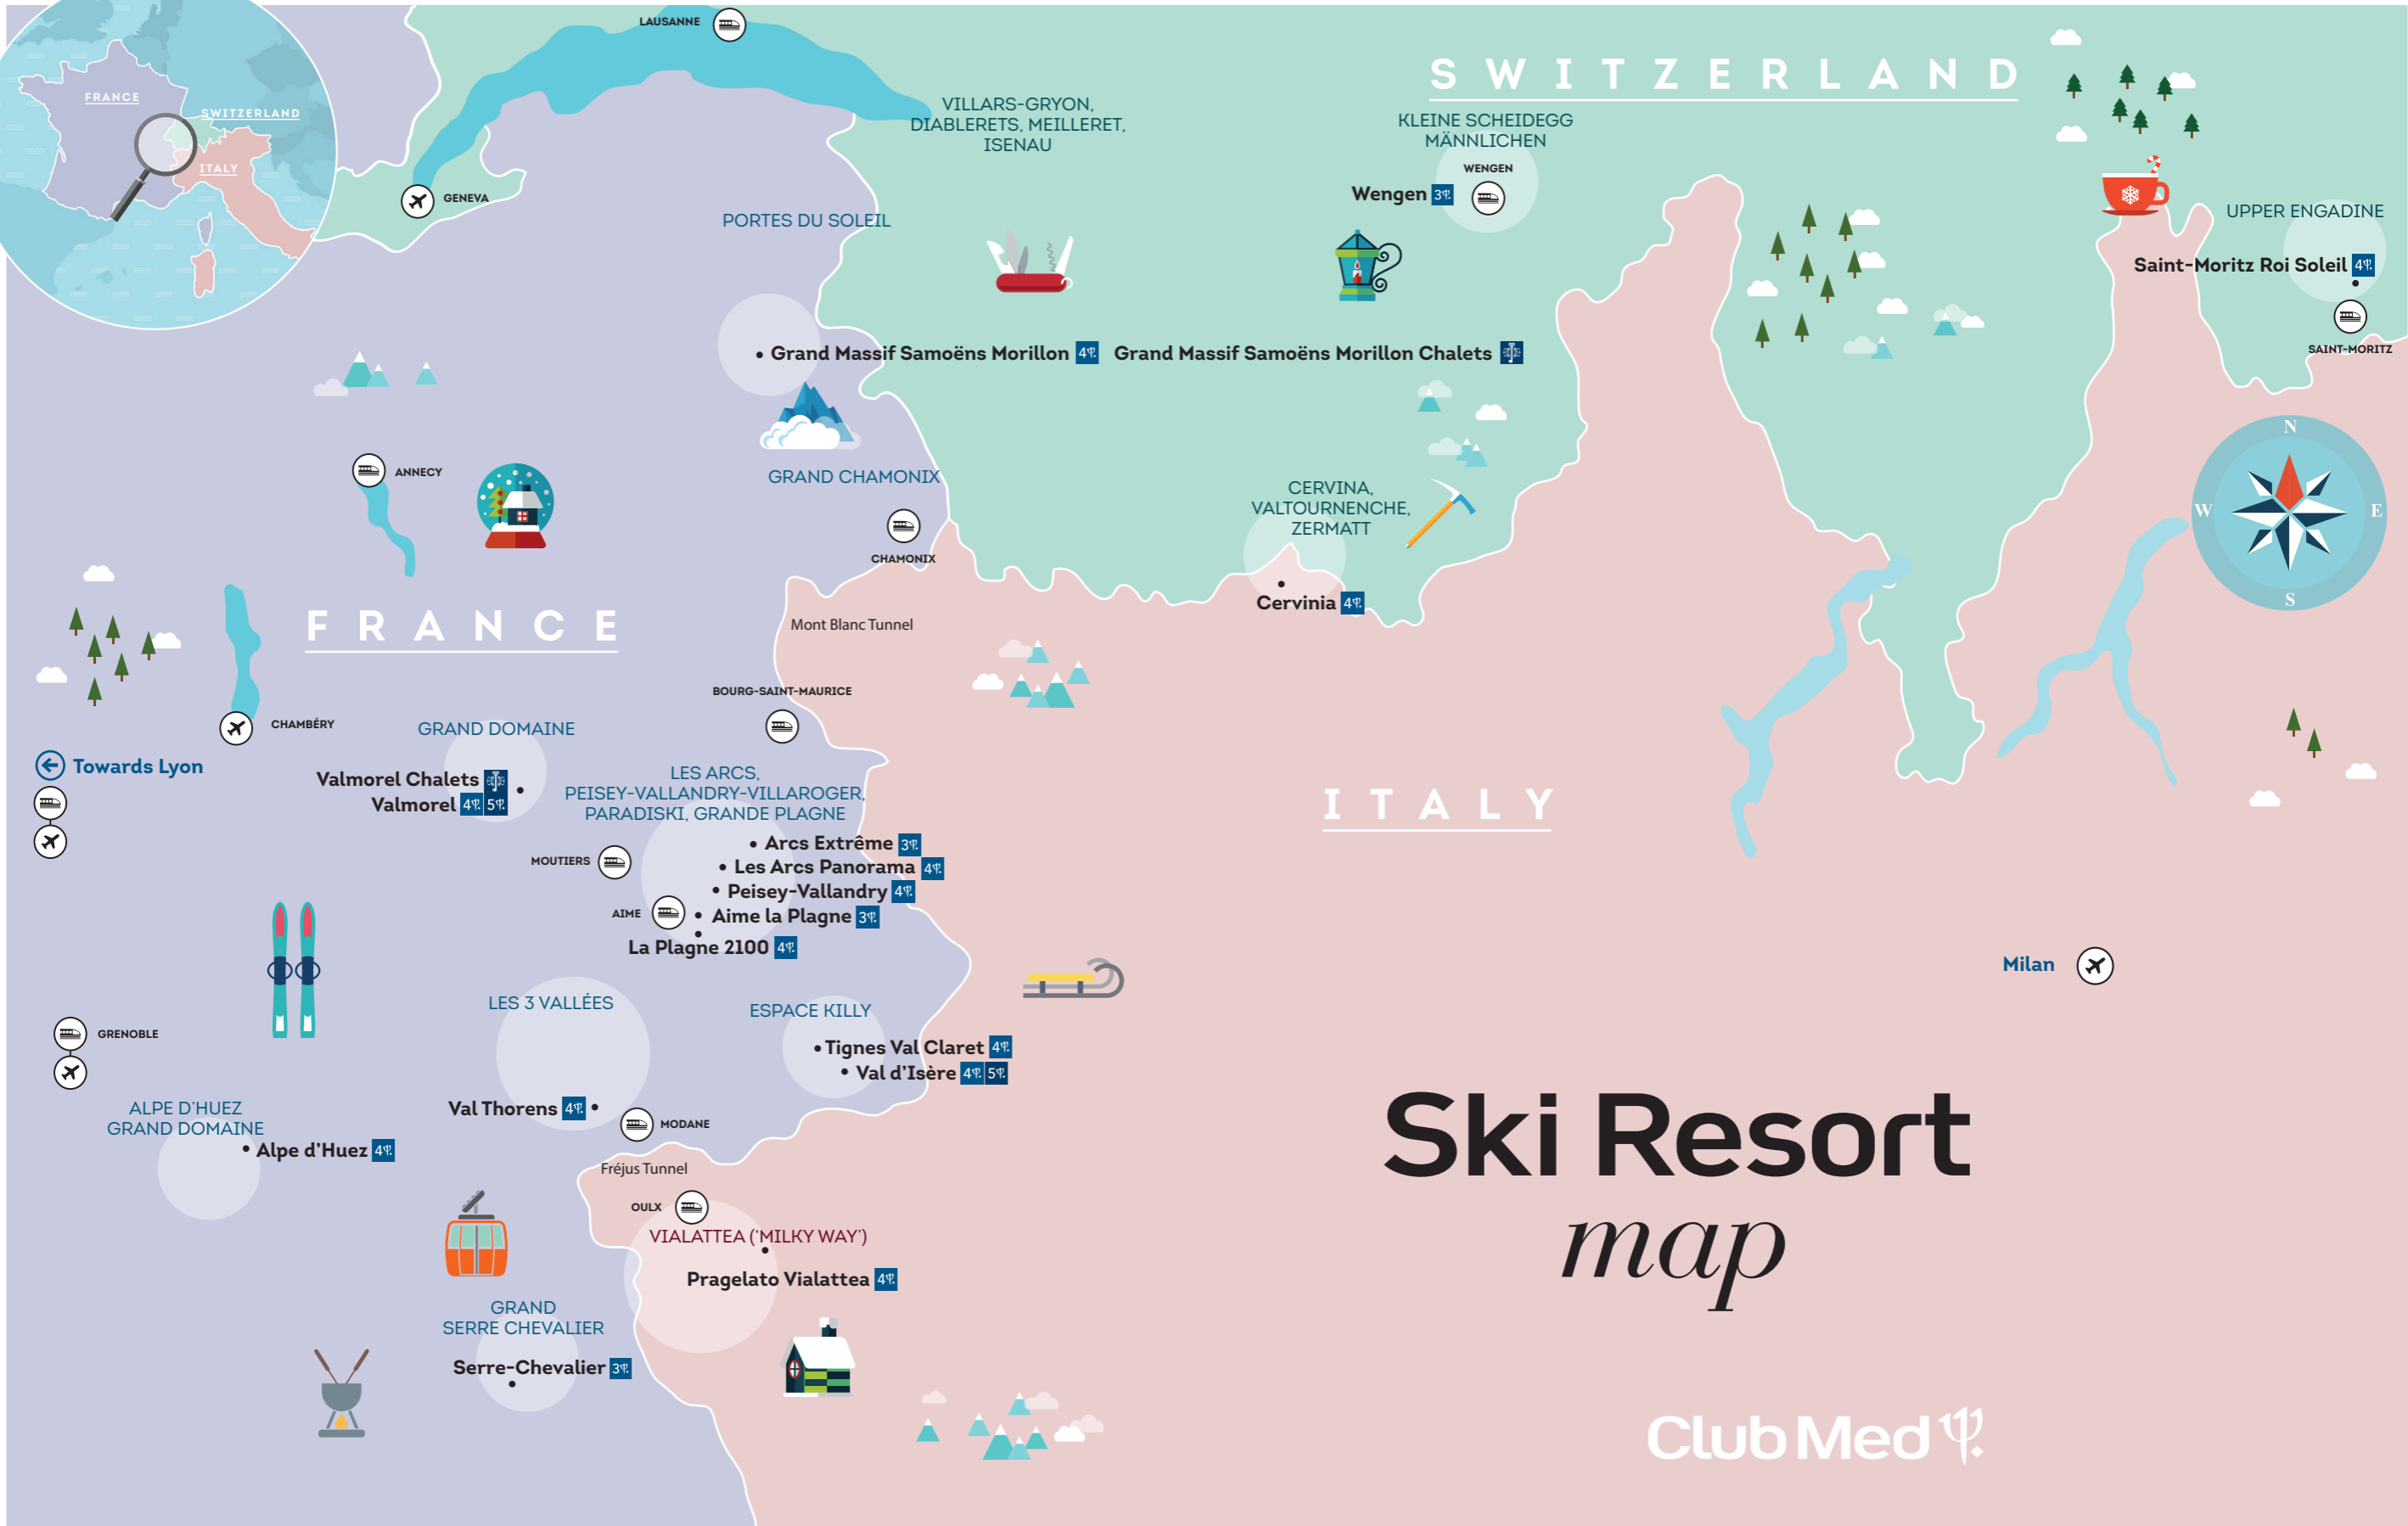 LAUSANNE
SWITZERLAND
FRANCE
SWITZERLAND
ITALY
VILLARS-GRYON,
DIABLERETS, MEILLERET,
ISENAU
KLEINE SCHEIDEGG
MÄNNLICHEN
WENGEN
Wengen 3
GENEVA
PORTES DU SOLEIL
UPPER ENGADINE
Saint-Moritz Roi Soleil 4
SAINT-MORITZ
Grand Massif Samoëns Morillon 4 Grand Massif Samoëns Morillon Chalets
N
W E
S
ANNECY
GRAND CHAMONIX
CHAMONIX
CERVINA,
VALTOURNENCHE,
ZERMATT
Cervinia 4
FRANCE
Mont Blanc Tunnel
BOURG-SAINT-MAURICE
CHAMBÉRY
GRAND DOMAINE
Towards Lyon
Valmorel Chalets
Valmorel 4 5
LES ARCS,
PEISEY-VALLANDRY-VILLAROGER,
PARADISKI, GRANDE PLAGNE
ITALY
Arcs Extrême 3
MOUTIERS
Les Arcs Panorama 4
Peisey-Vallandry 4
AIME
Aime la Plagne 3
La Plagne 2100 4
Milan
LES 3 VALLÉES
ESPACE KILLY
GRENOBLE
Tignes Val Claret 4
Val d'Isère 4 5
ALPE D'HUEZ
GRAND DOMAINE
Val Thorens 4
MODANE
Alpe d'Huez 4
Fréjus Tunnel
OULX
VIALATTEA ('MILKY WAY')
Pragelato Vialattea 4
Ski Resort
map
GRAND
SERRE CHEVALIER
Serre-Chevalier 3
Club Med